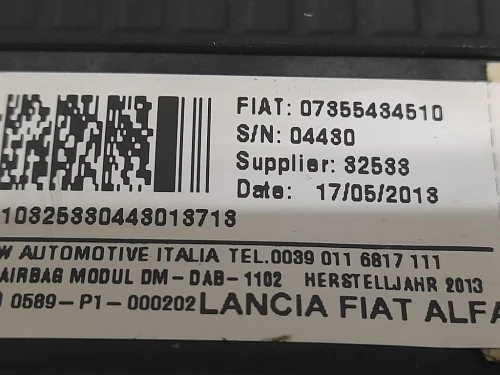 FIAT: 07355434510
S/N: 04430
Supplier: 32533
Date: 17/05/2013
10325330443013713
W AUTOMOTIVE ITALIA TEL.0039 011 6817 111
AIRBAG MODUL DM-DAB-1102 HERSTELLJAHR 2013
0589-P1-000202 LANCIA FIAT ALFA